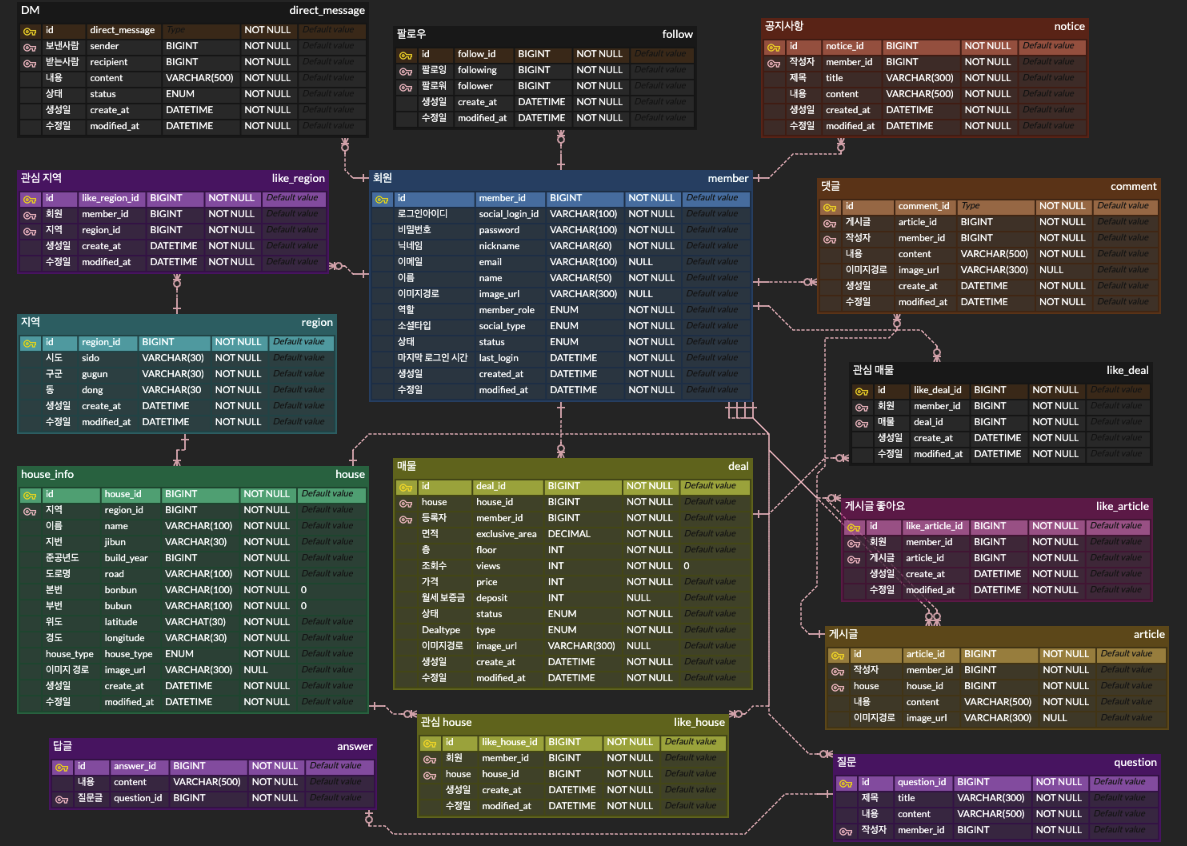 DM direct_message
id direct_message Type NOT NULL Default value
보낸사람 sender BIGINT NOT NULL Default value
받는사람 recipient BIGINT NOT NULL Default value
내용 content VARCHAR(500) NOT NULL Default value
상태 status ENUM NOT NULL Default value
생성일 create_at DATETIME NOT NULL Default value
수정일 modified_at DATETIME NOT NULL Default value
팔로우 follow
id follow_id BIGINT NOT NULL Default value
팔로잉 following BIGINT NOT NULL Default value
팔로워 follower BIGINT NOT NULL Default value
생성일 create_at DATETIME NOT NULL Default value
수정일 modified_at DATETIME NOT NULL Default value
공지사항 notice
id notice_id BIGINT NOT NULL Default value
작성자 member_id BIGINT NOT NULL Default value
제목 title VARCHAR(300) NOT NULL Default value
내용 content VARCHAR(500) NOT NULL Default value
생성일 created_at DATETIME NOT NULL Default value
수정일 modified_at DATETIME NOT NULL Default value
관심 지역 like_region
id like_region_id BIGINT NOT NULL Default value
회원 member_id BIGINT NOT NULL Default value
지역 region_id BIGINT NOT NULL Default value
생성일 create_at DATETIME NOT NULL Default value
수정일 modified_at DATETIME NOT NULL Default value
회원 member
id member_id BIGINT NOT NULL Default value
로그인아이디 social_login_id VARCHAR(100) NOT NULL Default value
비밀번호 password VARCHAR(100) NOT NULL Default value
닉네임 nickname VARCHAR(60) NOT NULL Default value
이메일 email VARCHAR(100) NULL Default value
이름 name VARCHAR(50) NOT NULL Default value
이미지경로 image_url VARCHAR(300) NULL Default value
역할 member_role ENUM NOT NULL Default value
소셜타입 social_type ENUM NOT NULL Default value
상태 status ENUM NOT NULL Default value
마지막 로그인 시간 last_login DATETIME NOT NULL Default value
생성일 created_at DATETIME NOT NULL Default value
수정일 modified_at DATETIME NOT NULL Default value
댓글 comment
id comment_id Type NOT NULL Default value
게시글 article_id BIGINT NOT NULL Default value
작성자 member_id BIGINT NOT NULL Default value
내용 content VARCHAR(500) NOT NULL Default value
이미지경로 image_url VARCHAR(300) NULL Default value
생성일 create_at DATETIME NOT NULL Default value
수정일 modified_at DATETIME NOT NULL Default value
지역 region
id region_id BIGINT NOT NULL Default value
시도 sido VARCHAR(30) NOT NULL Default value
구군 gugun VARCHAR(30) NOT NULL Default value
동 dong VARCHAR(30 NOT NULL Default value
생성일 create_at DATETIME NOT NULL Default value
수정일 modified_at DATETIME NOT NULL Default value
관심 매물 like_deal
id like_deal_id BIGINT NOT NULL Default value
회원 member_id BIGINT NOT NULL Default value
매물 deal_id BIGINT NOT NULL Default value
생성일 create_at DATETIME NOT NULL Default value
수정일 modified_at DATETIME NOT NULL Default value
house_info house
id house_id BIGINT NOT NULL Default value
지역 region_id BIGINT NOT NULL Default value
이름 name VARCHAR(100) NOT NULL Default value
지번 jibun VARCHAR(30) NOT NULL Default value
준공년도 build_year BIGINT NOT NULL Default value
도로명 road VARCHAR(100) NOT NULL Default value
본번 bonbun VARCHAR(100) NOT NULL 0
부번 bubun VARCHAR(100) NOT NULL 0
위도 latitude VARCHAT(30) NOT NULL Default value
경도 longitude VARCHAR(30) NOT NULL Default value
house_type house_type ENUM NOT NULL Default value
이미지 경로 image_url VARCHAR(300) NULL Default value
생성일 create_at DATETIME NOT NULL Default value
수정일 modified_at DATETIME NOT NULL Default value
매물 deal
id deal_id BIGINT NOT NULL Default value
house house_id BIGINT NOT NULL Default value
등록자 member_id BIGINT NOT NULL Default value
면적 exclusive_area DECIMAL NOT NULL Default value
층 floor INT NOT NULL Default value
조회수 views INT NOT NULL 0
가격 price INT NOT NULL Default value
월세 보증금 deposit INT NULL Default value
상태 status ENUM NOT NULL Default value
Dealtype type ENUM NOT NULL Default value
이미지경로 image_url VARCHAR(300) NULL Default value
생성일 create_at DATETIME NOT NULL Default value
수정일 modified_at DATETIME NOT NULL Default value
게시글 좋아요 like_article
id like_article_id BIGINT NOT NULL Default value
회원 member_id BIGINT NOT NULL Default value
게시글 article_id BIGINT NOT NULL Default value
생성일 create_at DATETIME NOT NULL Default value
수정일 modified_at DATETIME NOT NULL Default value
게시글 article
id article_id BIGINT NOT NULL Default value
작성자 member_id BIGINT NOT NULL Default value
house house_id BIGINT NOT NULL Default value
내용 content VARCHAR(500) NOT NULL Default value
이미지경로 image_url VARCHAR(300) NULL Default value
관심 house like_house
id like_house_id BIGINT NOT NULL Default value
회원 member_id BIGINT NOT NULL Default value
house house_id BIGINT NOT NULL Default value
생성일 create_at DATETIME NOT NULL Default value
수정일 modified_at DATETIME NOT NULL Default value
답글 answer
id answer_id BIGINT NOT NULL Default value
내용 content VARCHAR(500) NOT NULL Default value
질문글 question_id BIGINT NOT NULL Default value
질문 question
id question_id BIGINT NOT NULL Default value
제목 title VARCHAR(300) NOT NULL Default value
내용 content VARCHAR(500) NOT NULL Default value
작성자 member_id BIGINT NOT NULL Default value